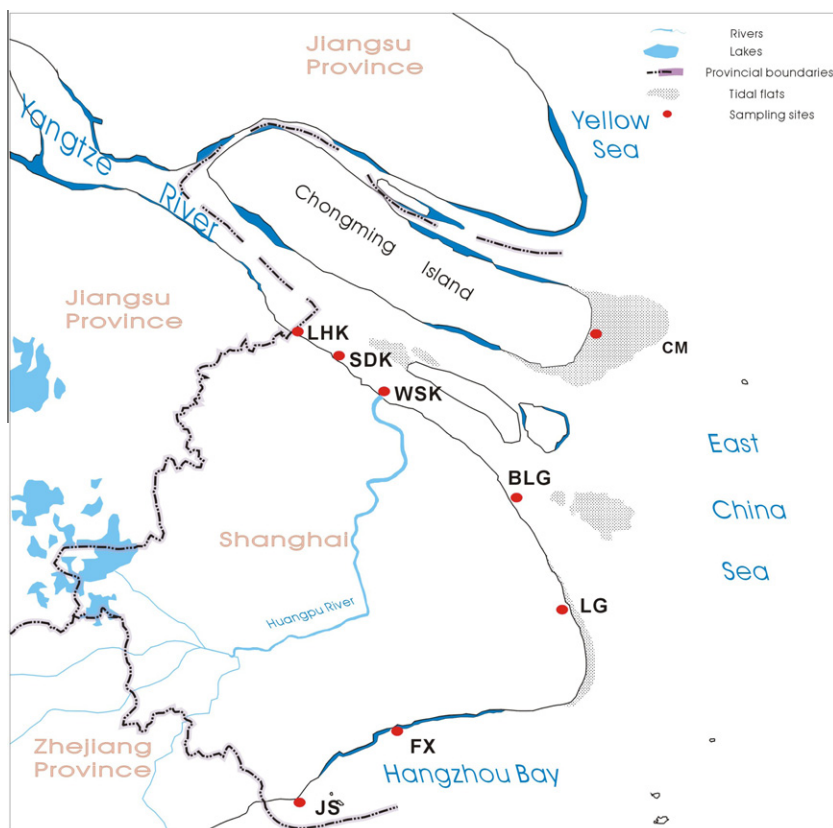 Jiangsu
Province
Rivers
Lakes
Provincial boundaries
Tidal flats
Sampling sites
Yellow
Sea
Yangtze
River
Chongming
Island
Jiangsu
Province
LHK
SDK
WSK
CM
East
China
Sea
BLG
Shanghai
LG
Huangpu River
Zhejiang
Province
FX
Hangzhou Bay
JS